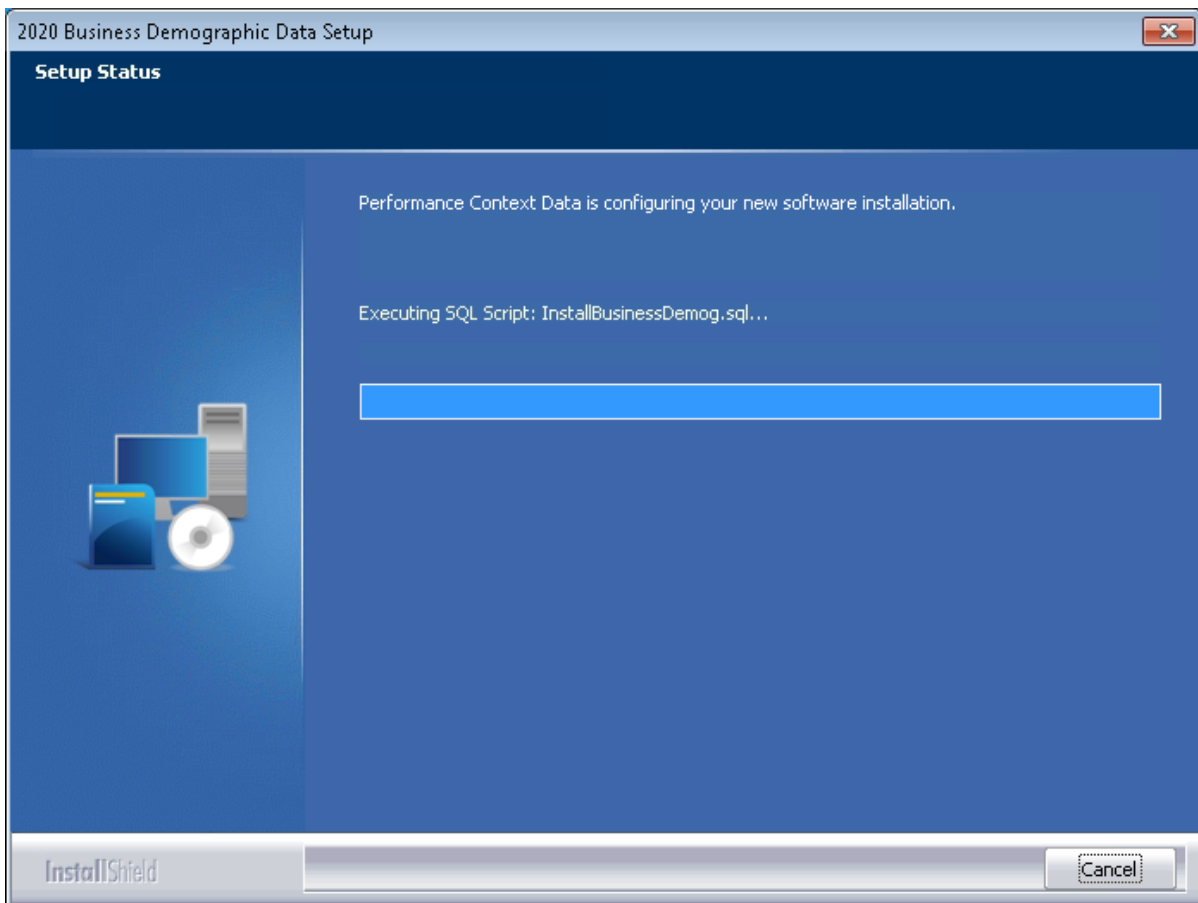 2020 Business Demographic Data Setup
Setup Status
Performance Context Data is configuring your new software installation.
Executing SQL Script: InstallBusinessDemog.sql...
InstallShield
Cancel